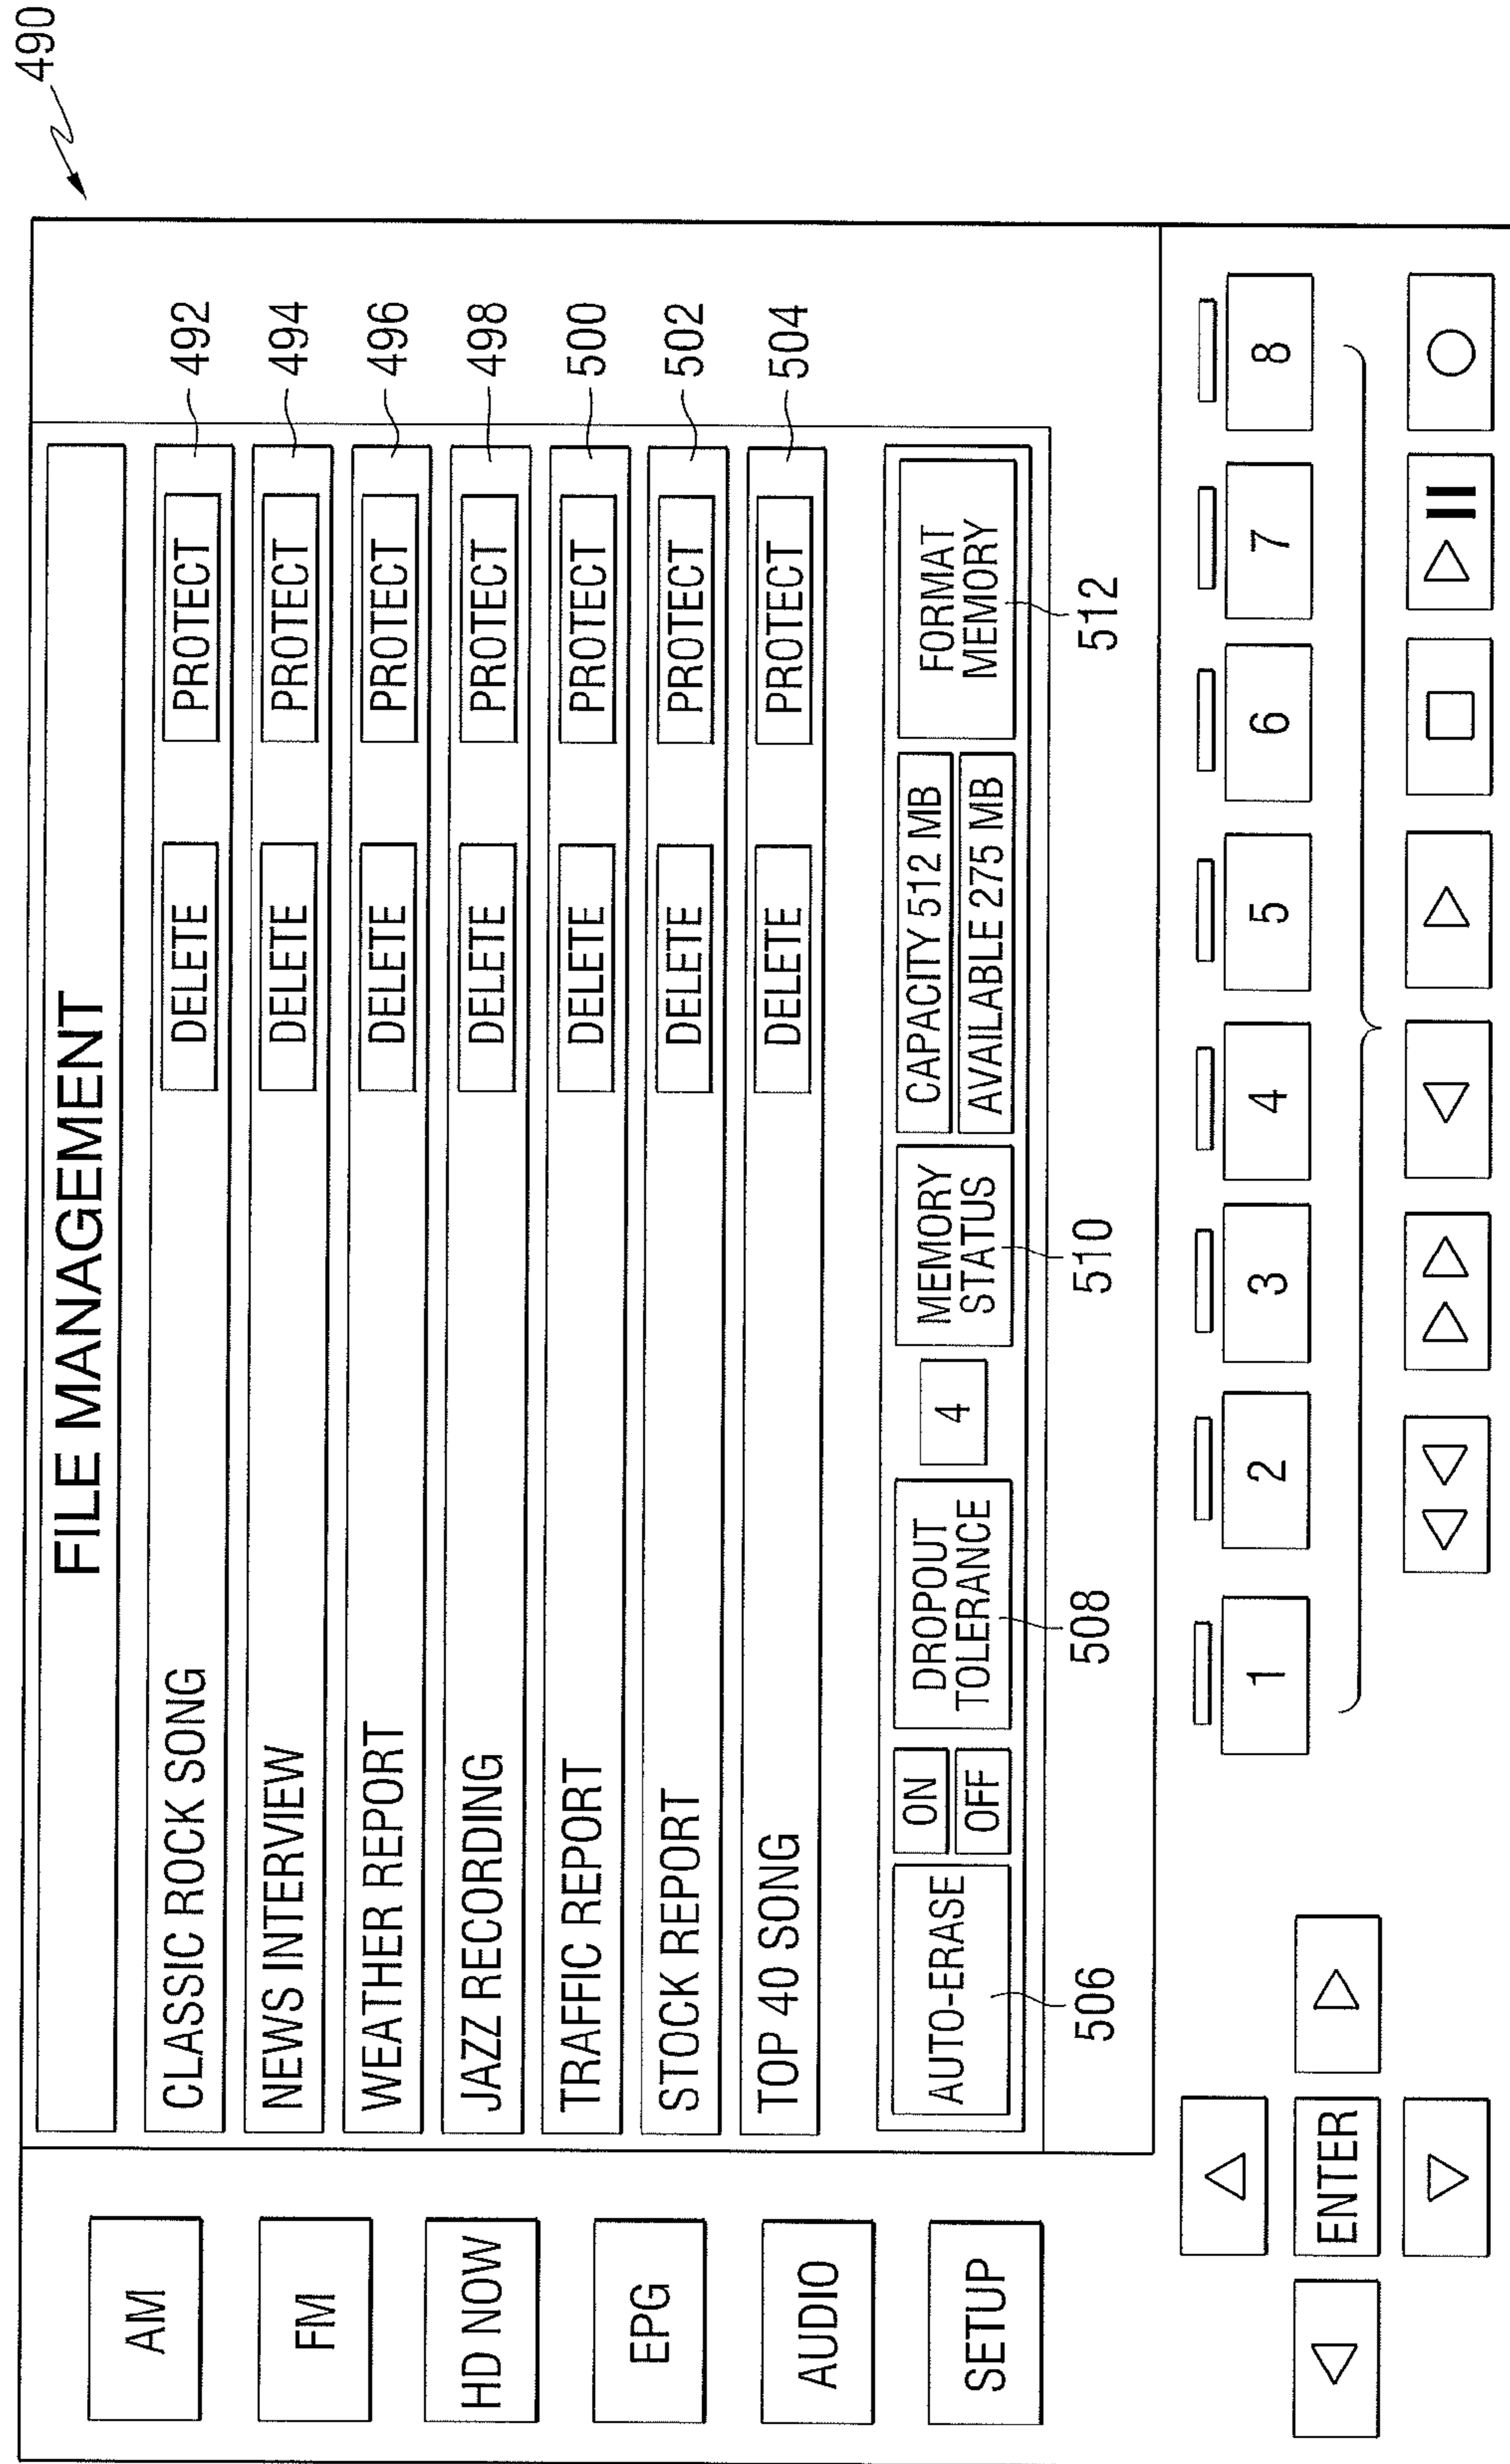 490
FILE MANAGEMENT
AM
FM
HD NOW
EPG
AUDIO
SETUP
CLASSIC ROCK SONG DELETE PROTECT 492
NEWS INTERVIEW DELETE PROTECT 494
WEATHER REPORT DELETE PROTECT 496
JAZZ RECORDING DELETE PROTECT 498
TRAFFIC REPORT DELETE PROTECT 500
STOCK REPORT DELETE PROTECT 502
TOP 40 SONG DELETE PROTECT 504
AUTO-ERASE
ON
OFF
DROPOUT
TOLERANCE
4
MEMORY
STATUS
CAPACITY 512 MB
AVAILABLE 275 MB
FORMAT
MEMORY
506 508 510 512
1 2 3 4 5 6 7 8
ENTER